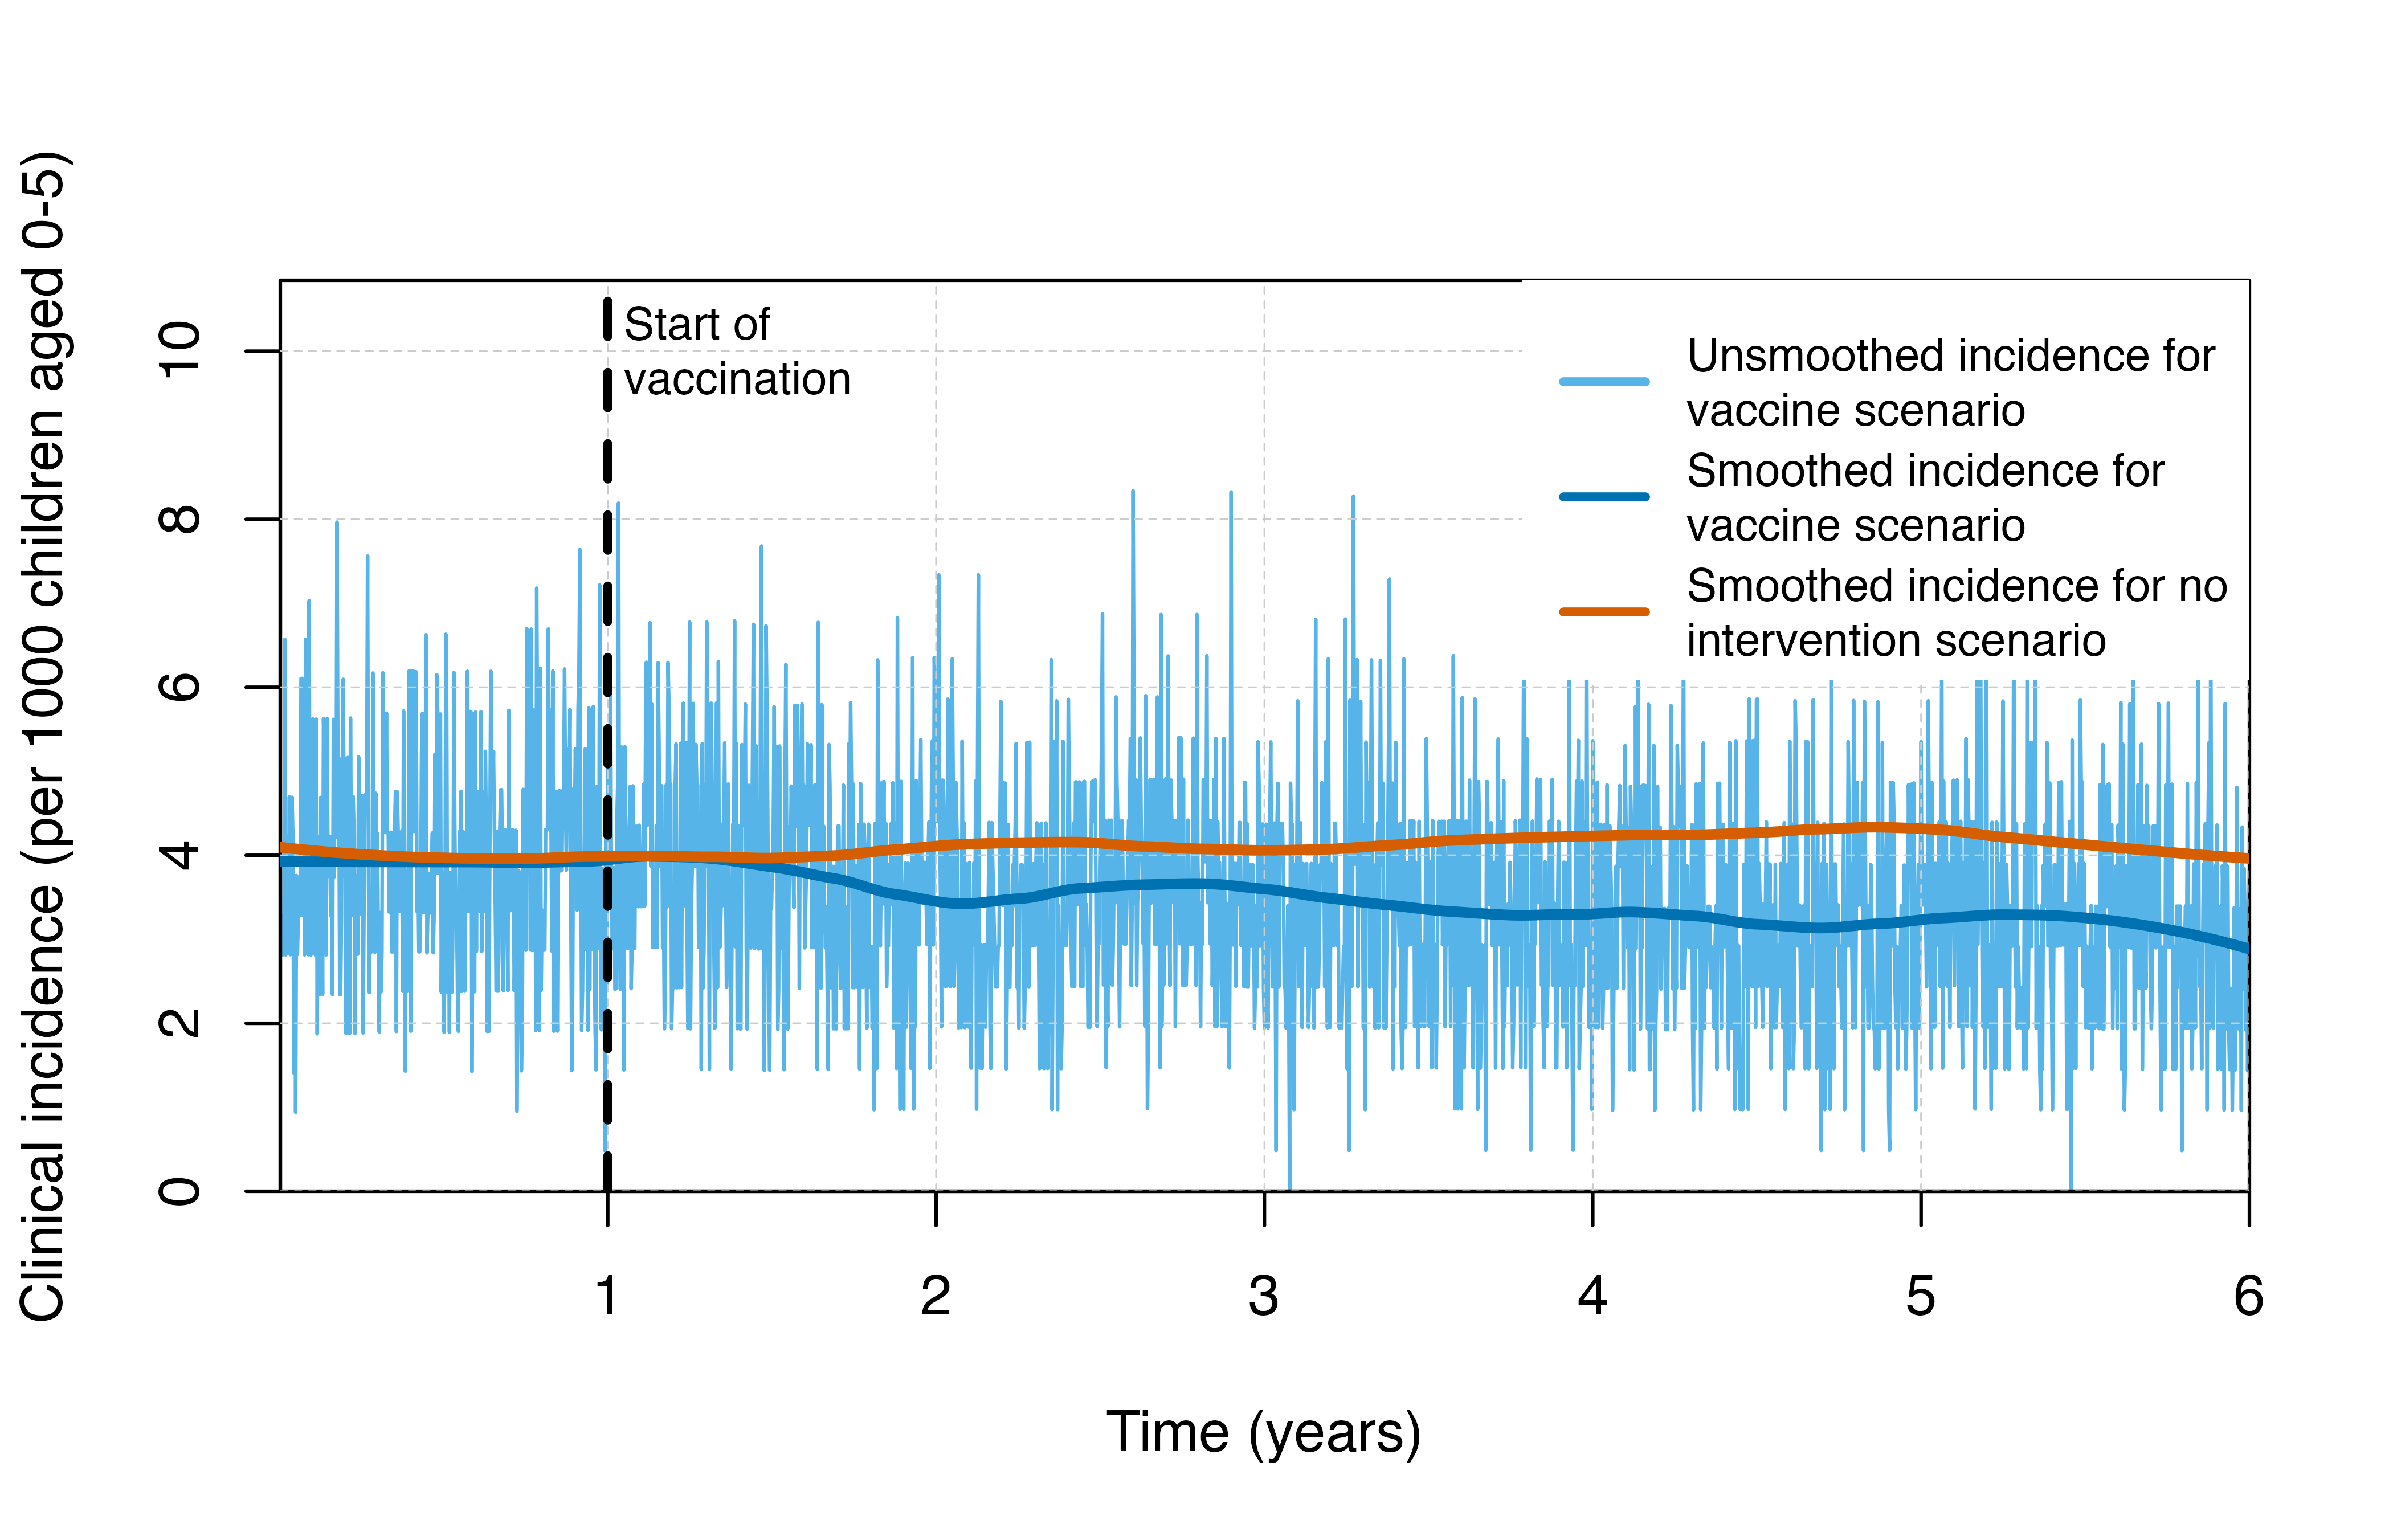 Clinical incidence (per 1000 children aged 0-5)
10
8
6
4
2
0
Start of
vaccination
Unsmoothed incidence for
vaccine scenario
Smoothed incidence for
vaccine scenario
Smoothed incidence for no
intervention scenario
1
2
3
4
5
6
Time (years)